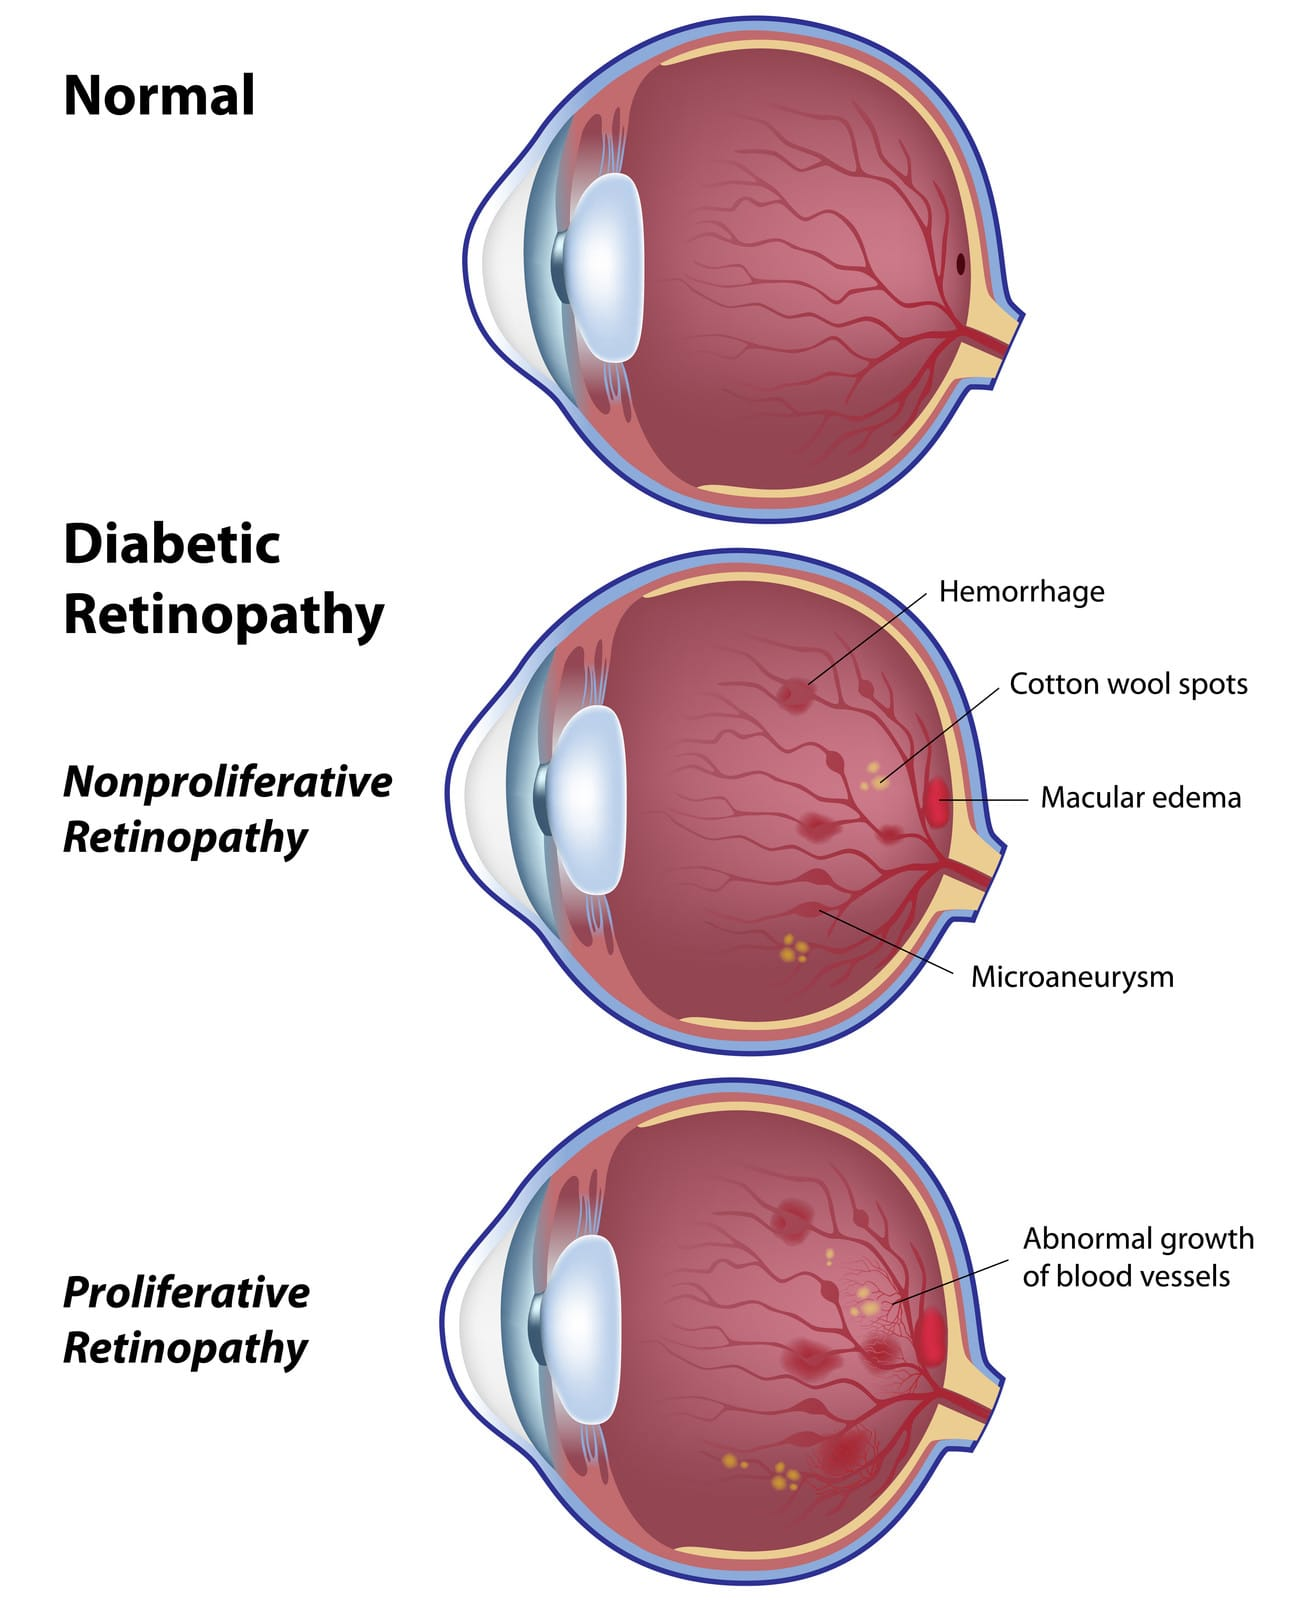 Normal
Diabetic
Retinopathy
Hemorrhage
Cotton wool spots
Nonproliferative
Retinopathy
Macular edema
Microaneurysm
Abnormal growth
of blood vessels
Proliferative
Retinopathy